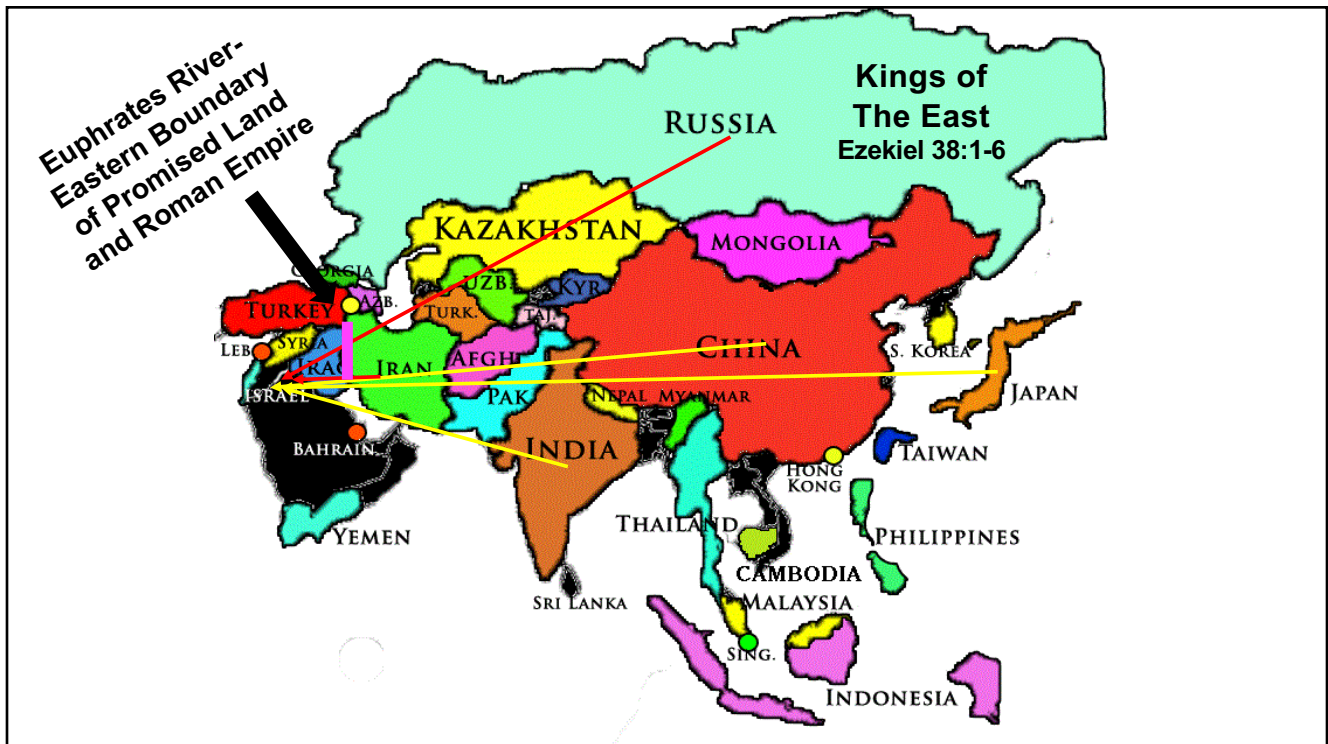 Euphrates River-
Eastern Boundary
of Promised Land
and Roman Empire
Kings of
The East
Ezekiel 38:1-6
RUSSIA
KAZAKHSTAN
MONGOLIA
GEORGIA
UZB.
KYR.
TURKEY
AZB.
TURK.
TAJ.
LEB.
SYRIA
IRAQ
IRAN
AFGH
CHINA
S. KOREA
ISRAEL
PAK
NEPAL
MYANMAR
JAPAN
BAHRAIN
INDIA
TAIWAN
HONG
KONG
YEMEN
THAILAND
PHILIPPINES
CAMBODIA
SRI LANKA
MALAYSIA
SING.
INDONESIA